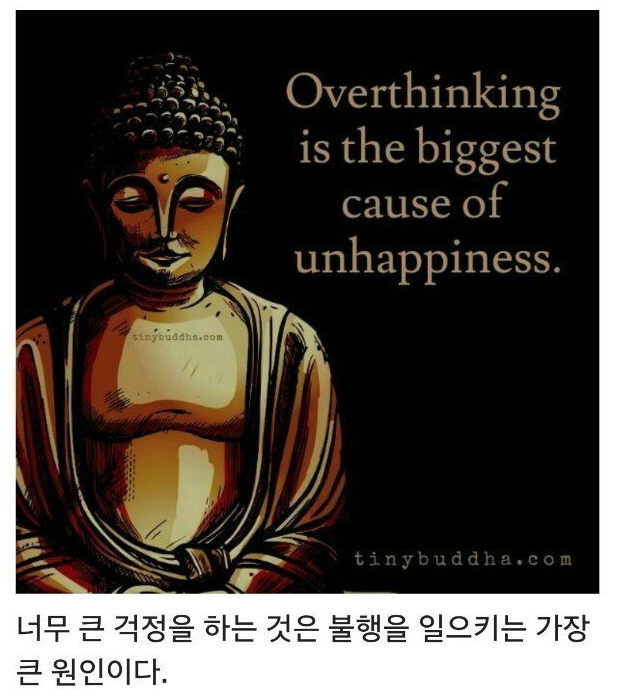 Overthinking
is the biggest
cause of
unhappiness.
tinybuddha.com
tinybuddha.com
너무 큰 걱정을 하는 것은 불행을 일으키는 가장
큰 원인이다.